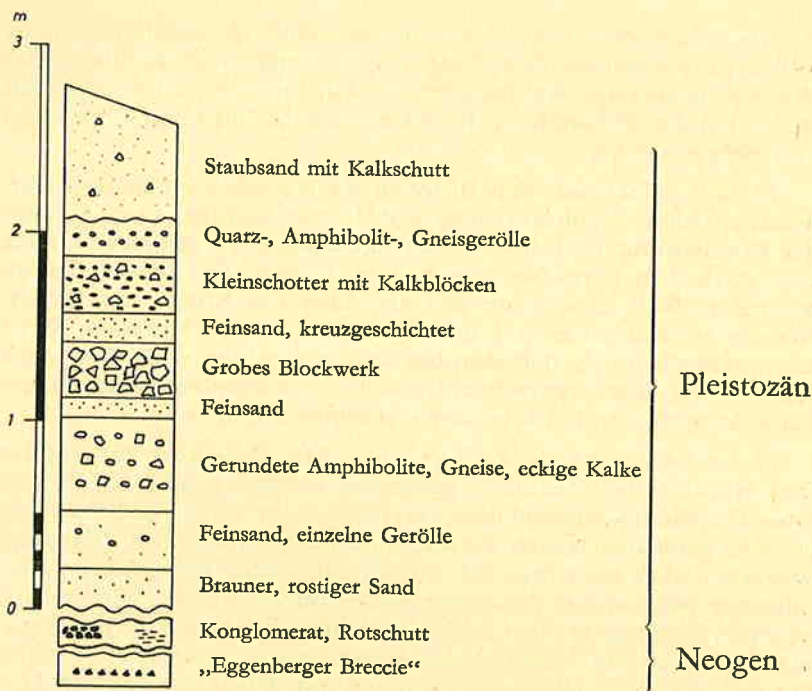 m
3
Staubsand mit Kalkschutt
2
Quarz-, Amphibolit-, Gneisgerölle
Kleinschotter mit Kalkblöcken
Feinsand, kreuzgeschichtet
Grobes Blockwerk
Pleistozän
Feinsand
1
Gerundete Amphibolite, Gneise, eckige Kalke
Feinsand, einzelne Gerölle
Brauner, rostiger Sand
0
Konglomerat, Rotschutt
„Eggenberger Breccie“
Neogen